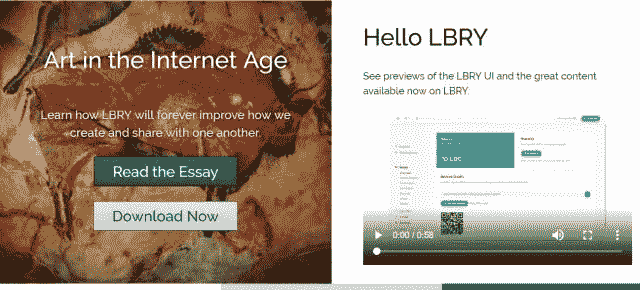 Art in the Internet Age
Learn how LBRY will forever improve how we
create and share with one another.
Read the Essay
Download Now
Hello LBRY
See previews of the LBRY UI and the great content
available now on LBRY.
0:00 / 0:58